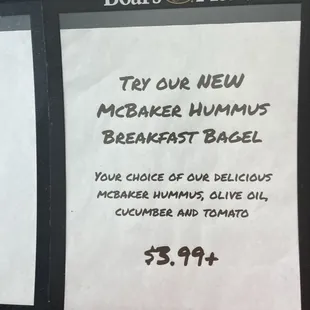 Try our NEW
McBaker Hummus
Breakfast Bagel
Your choice of our delicious
McBaker Hummus, olive oil,
cucumber and tomato
$3.99+